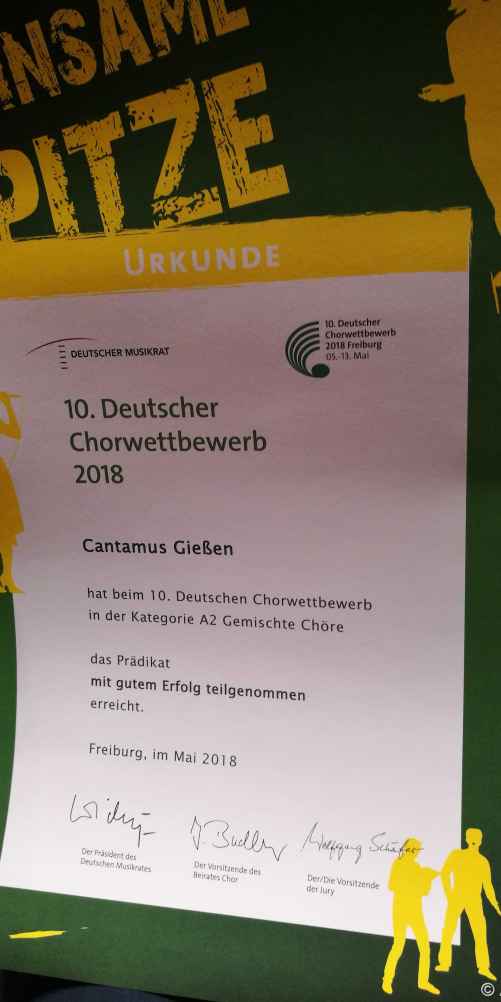 NSAME
PITZE
URKUNDE
DEUTSCHER MUSIKRAT
10. Deutscher
Chorwettbewerb
2018 Freiburg
05.-13. Mai
10. Deutscher
Chorwettbewerb
2018
Cantamus Gießen
hat beim 10. Deutschen Chorwettbewerb
in der Kategorie A2 Gemischte Chöre
das Prädikat
mit gutem Erfolg teilgenommen
erreicht.
Freiburg, im Mai 2018
Wolfgang Schäfer
Der Präsident des
Deutschen Musikrates
Der Vorsitzende des
Beirates Chor
Der/Die Vorsitzende
der Jury
©